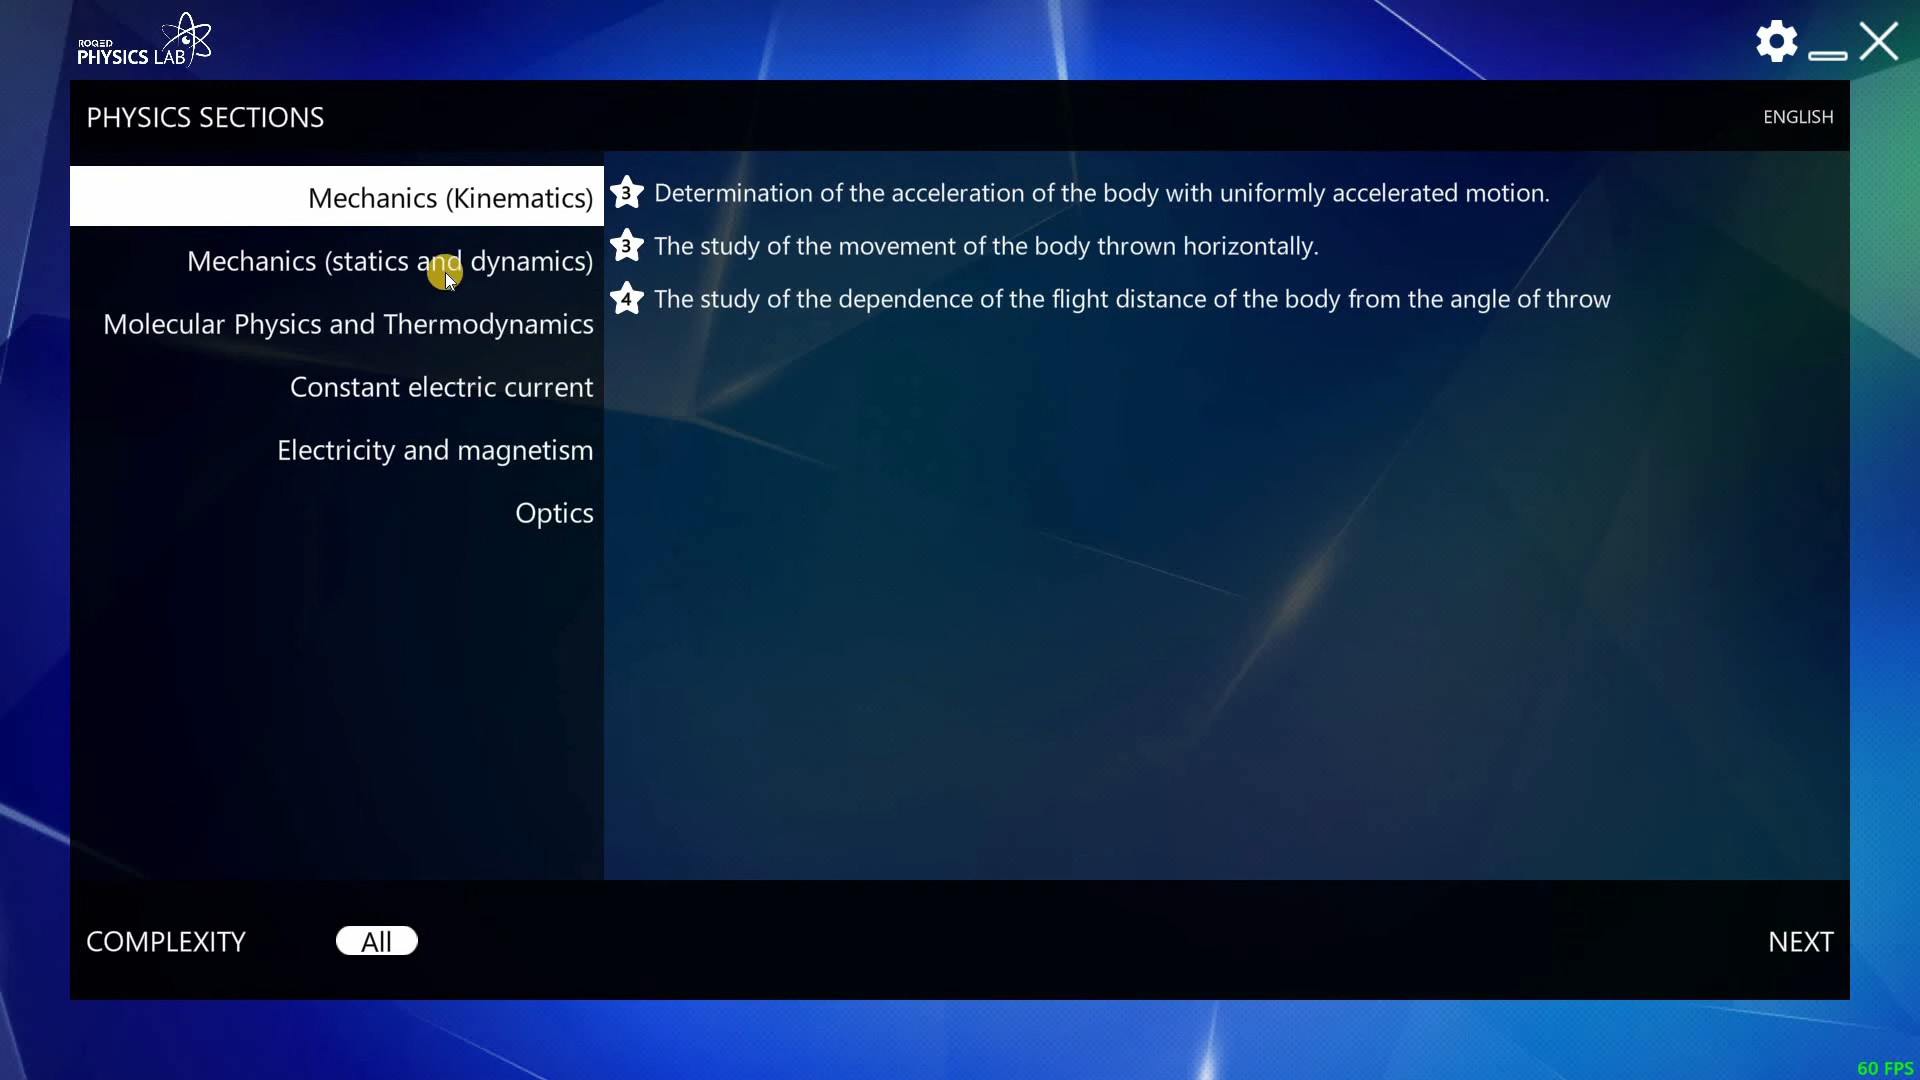 ROQED
PHYSICS LAB
PHYSICS SECTIONS
ENGLISH
Mechanics (Kinematics)
Mechanics (statics and dynamics)
Molecular Physics and Thermodynamics
Constant electric current
Electricity and magnetism
Optics
3 Determination of the acceleration of the body with uniformly accelerated motion.
3 The study of the movement of the body thrown horizontally.
4 The study of the dependence of the flight distance of the body from the angle of throw
COMPLEXITY
All
NEXT
60 FPS